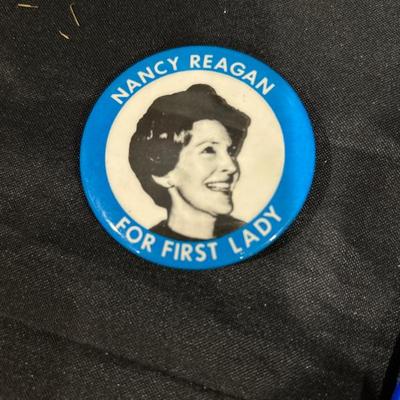 NANCY REAGAN
FOR FIRST LADY